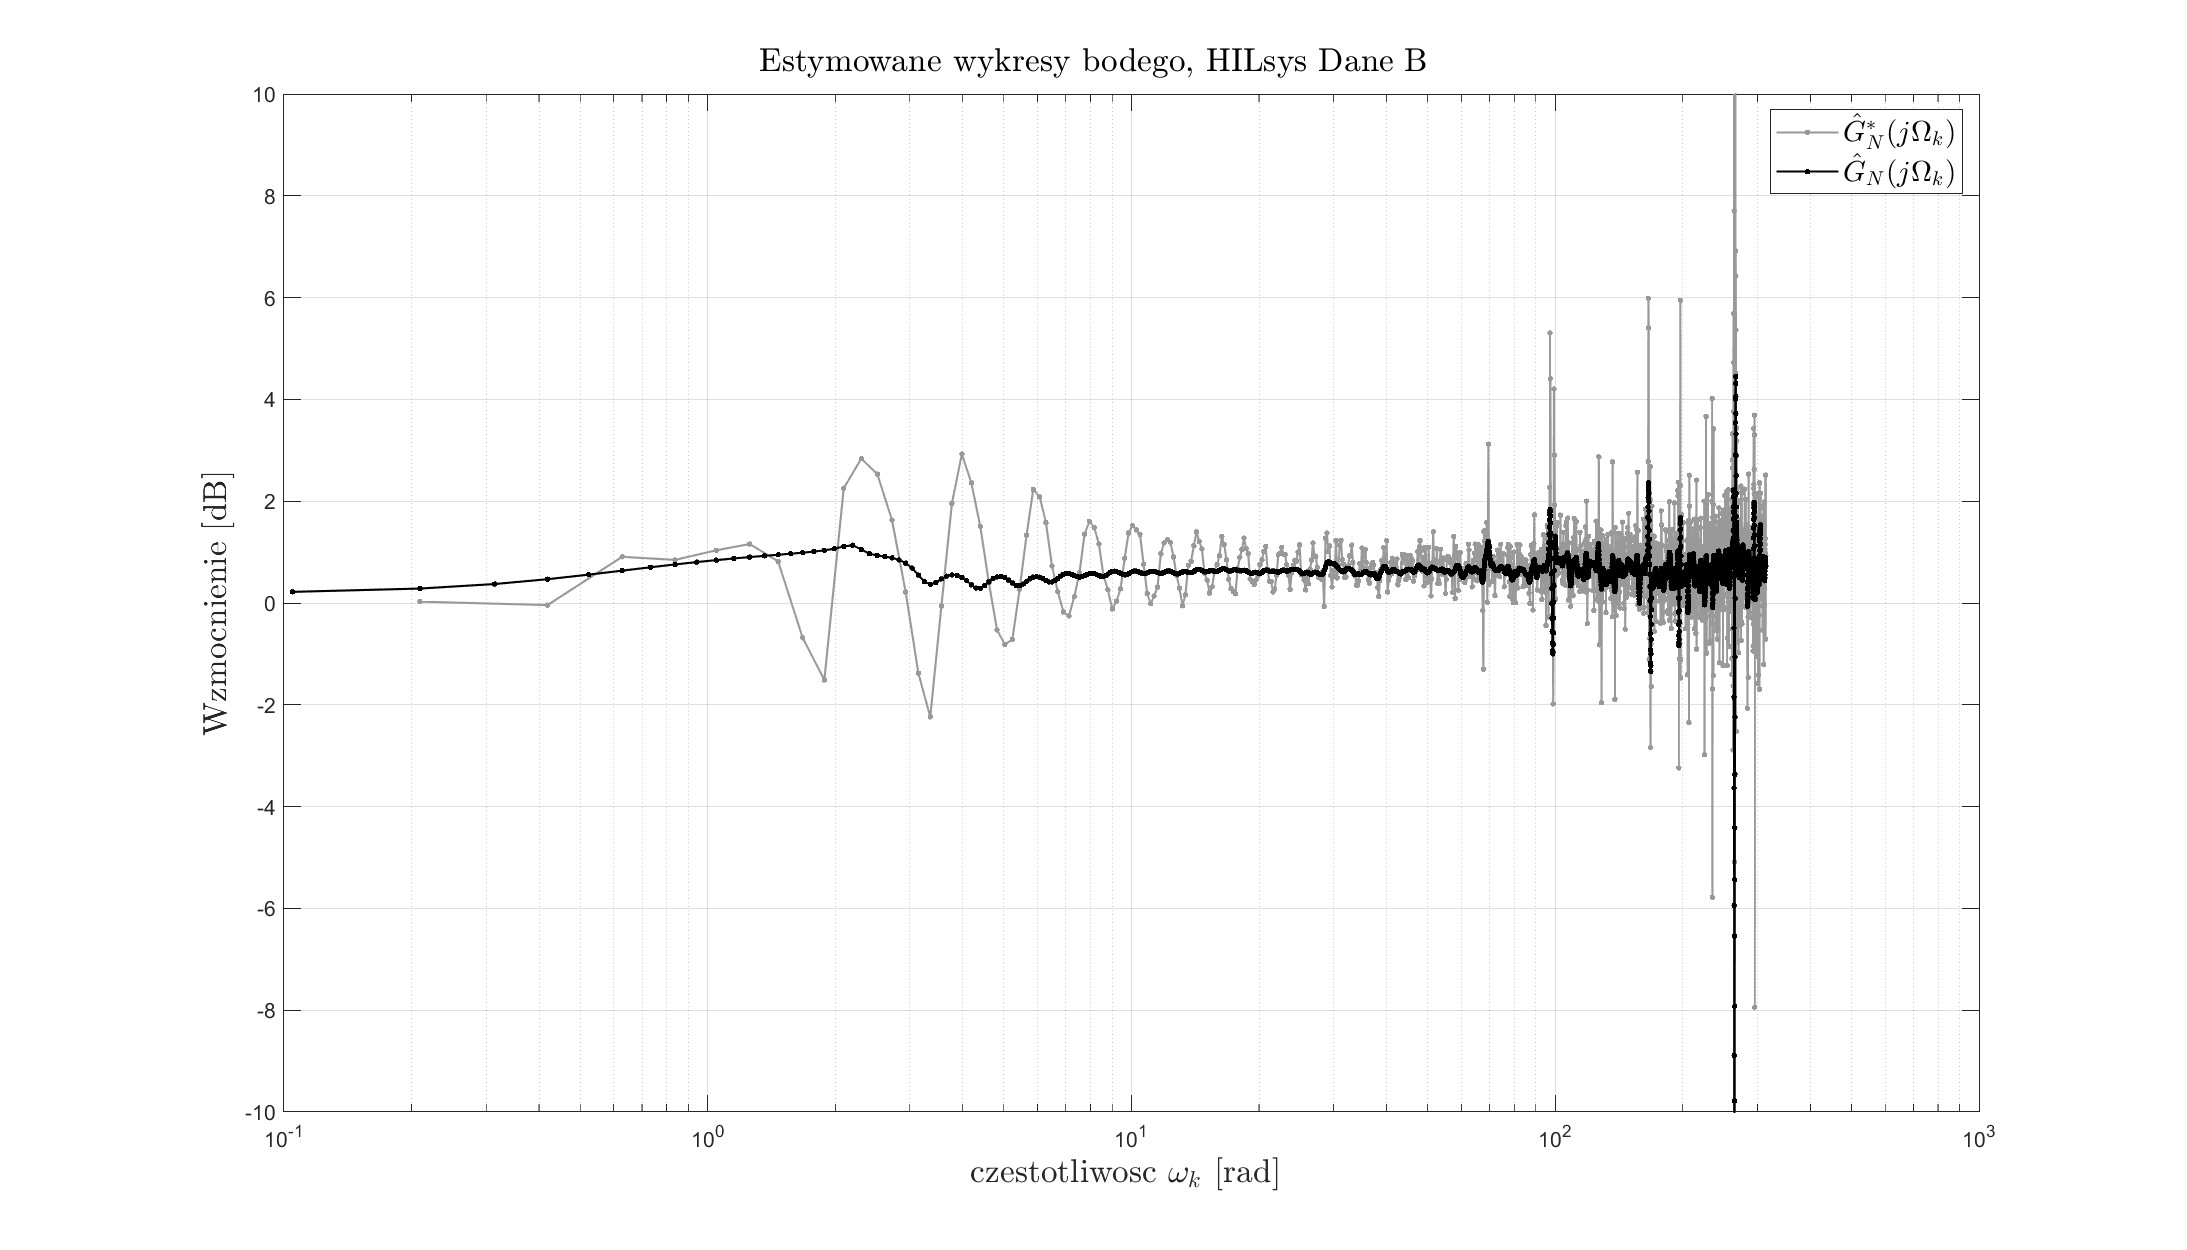 Estymowane wykresy bodego, HILsys Dane B
Ĝ*N(jΩk)
ĜN(jΩk)
Wzmocnienie [dB]
10
8
6
4
2
0
-2
-4
-6
-8
-10
10-1 100 101 102 103
czestotliwosc ωk [rad]